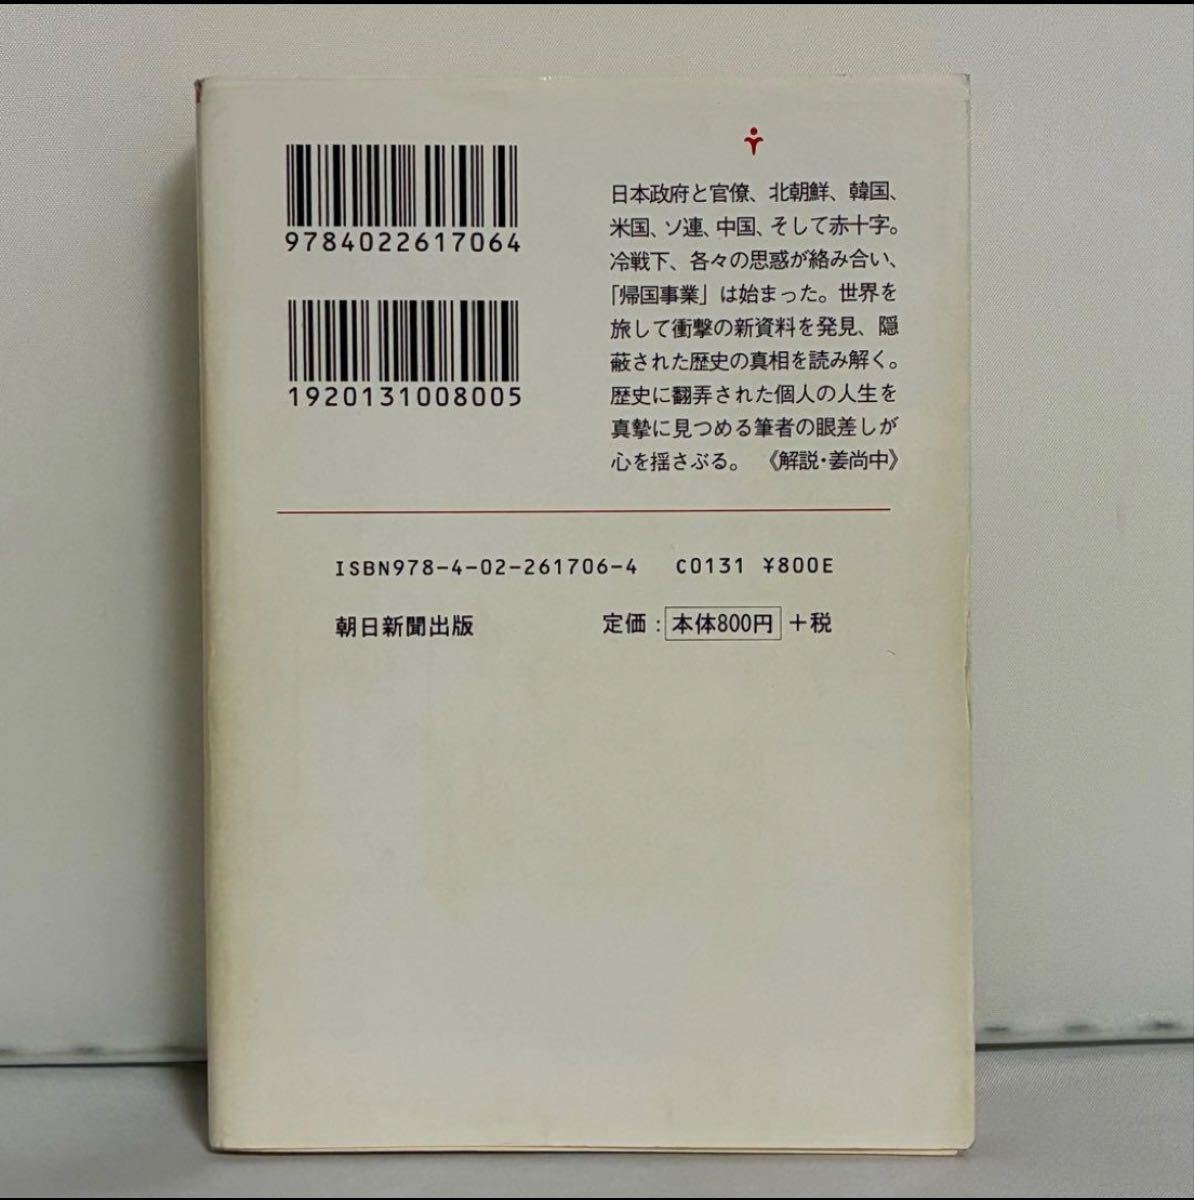 9784022617064
1920131008005
日本政府と官僚、北朝鮮、韓国、
米国、ソ連、中国、そして赤十字。
冷戦下、各々の思惑が絡み合い、
「帰国事業」は始まった。世界を
旅して衝撃の新資料を発見、隠
蔽された歴史の真相を読み解く。
歴史に翻弄された個人の人生を
真摯に見つめる筆者の眼差しが
心を揺さぶる。 《解説・姜尚中》
ISBN978-4-02-261706-4 C0131 ¥800E
朝日新聞出版 定価：本体800円＋税